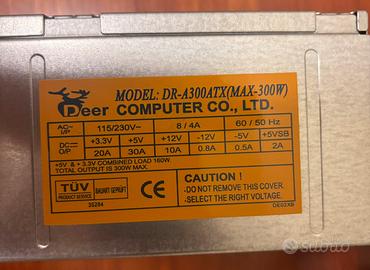 MODEL: DR-A300ATX(MAX-300W)
Deer COMPUTER CO., LTD.
AC~ I/P 115/230V~ 8 / 4A 60 / 50 Hz
DC⎓ O/P +3.3V +5V +12V -12V -5V +5VSB
20A 30A 10A 0.8A 0.5A 2A
+5V & +3.3V COMBINED LOAD 160W.
TOTAL OUTPUT IS 300W MAX.
TÜV
PRODUCT SERVICE
BAUART GEPRÜFT
35284
CE
CAUTION!
-DO NOT REMOVE THIS COVER.
-SELECT THE RIGHT VOLTAGE.
subito